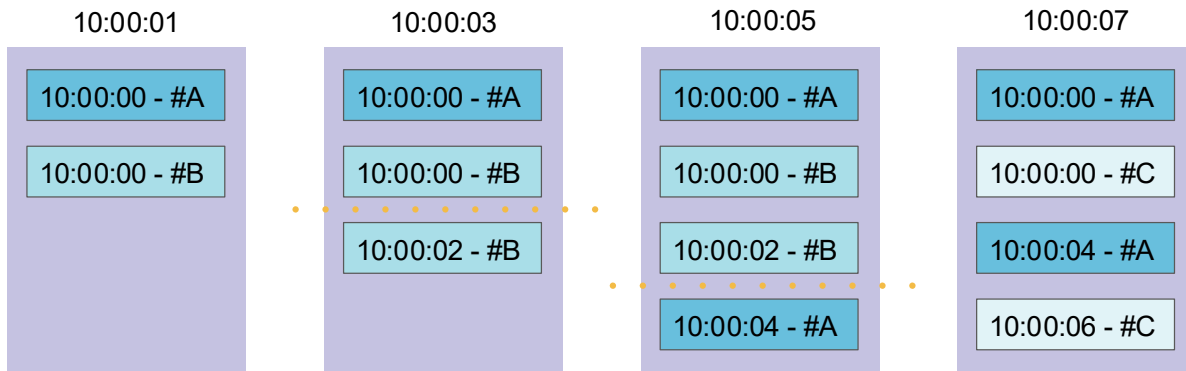 10:00:01
10:00:00 - #A
10:00:00 - #B
10:00:03
10:00:00 - #A
10:00:00 - #B
10:00:02 - #B
10:00:05
10:00:00 - #A
10:00:00 - #B
10:00:02 - #B
10:00:04 - #A
10:00:07
10:00:00 - #A
10:00:00 - #C
10:00:04 - #A
10:00:06 - #C